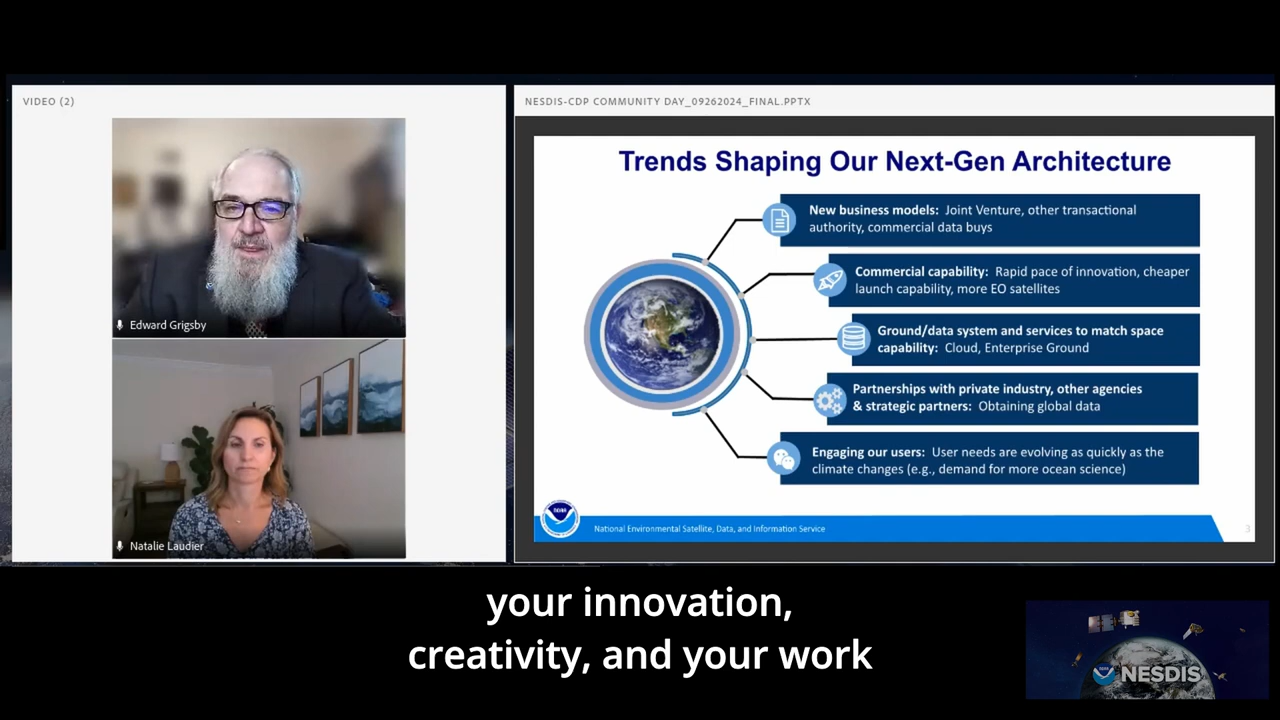 VIDEO (2)
Edward Grigsby
Natalie Laudier
NESDIS-CDP COMMUNITY DAY_09262024_FINAL.PPTX
Trends Shaping Our Next-Gen Architecture
New business models: Joint Venture, other transactional
authority, commercial data buys
Commercial capability: Rapid pace of innovation, cheaper
launch capability, more EO satellites
Ground/data system and services to match space
capability: Cloud, Enterprise Ground
Partnerships with private industry, other agencies
& strategic partners: Obtaining global data
Engaging our users: User needs are evolving as quickly as the
climate changes (e.g., demand for more ocean science)
National Environmental Satellite, Data, and Information Service
3
your innovation,
creativity, and your work
NESDIS